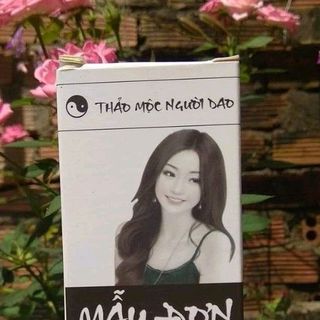 THẢO MỘC NGƯỜI DAO
MẪU ĐƠN